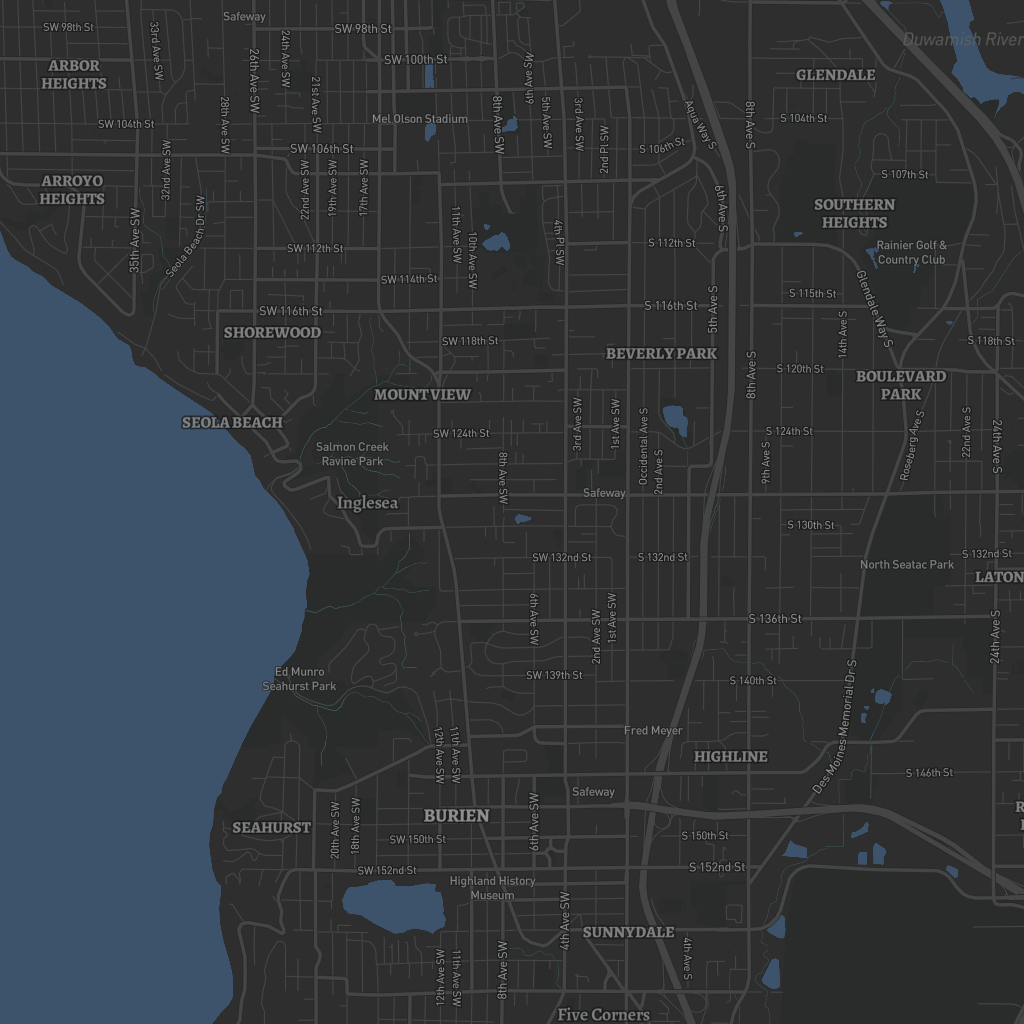 Safeway
SW 98th St
33rd Ave SW
SW 98th St
24th Ave SW
26th Ave SW
Duwamish River
ARBOR
HEIGHTS
SW 100th St
6th Ave SW
GLENDALE
21st Ave SW
28th Ave SW
SW 104th St
Mel Olson Stadium
8th Ave SW
5th Ave SW
3rd Ave SW
2nd Pl SW
Aqua Way S
8th Ave S
S 104th St
SW 106th St
S 106th St
32nd Ave SW
22nd Ave SW
19th Ave SW
17th Ave SW
S 107th St
ARROYO
HEIGHTS
6th Ave S
SOUTHERN
HEIGHTS
35th Ave SW
Seola Beach Dr SW
11th Ave SW
10th Ave SW
4th Pl SW
SW 112th St
S 112th St
Rainier Golf &
Country Club
SW 114th St
S 115th St
Glendale Way S
5th Ave S
SW 116th St
S 116th St
14th Ave S
SHOREWOOD
SW 118th St
S 118th St
BEVERLY PARK
8th Ave S
S 120th St
BOULEVARD
PARK
MOUNT VIEW
SEOLA BEACH
3rd Ave SW
1st Ave SW
Occidental Ave S
2nd Ave S
SW 124th St
S 124th St
Roseberg Ave S
22nd Ave S
24th Ave S
Salmon Creek
Ravine Park
9th Ave S
8th Ave SW
Safeway
Inglesea
S 130th St
SW 132nd St
S 132nd St
S 132nd St
North Seatac Park
LATON
6th Ave SW
2nd Ave SW
1st Ave SW
S 136th St
24th Ave S
Ed Munro
Seahurst Park
SW 139th St
S 140th St
Des Moines Memorial Dr S
12th Ave SW
11th Ave SW
Fred Meyer
HIGHLINE
S 146th St
Safeway
20th Ave SW
18th Ave SW
SEAHURST
BURIEN
6th Ave SW
R
SW 150th St
S 150th St
SW 152nd St
S 152nd St
Highland History
Museum
4th Ave SW
SUNNYDALE
12th Ave SW
11th Ave SW
8th Ave SW
4th Ave S
Five Corners